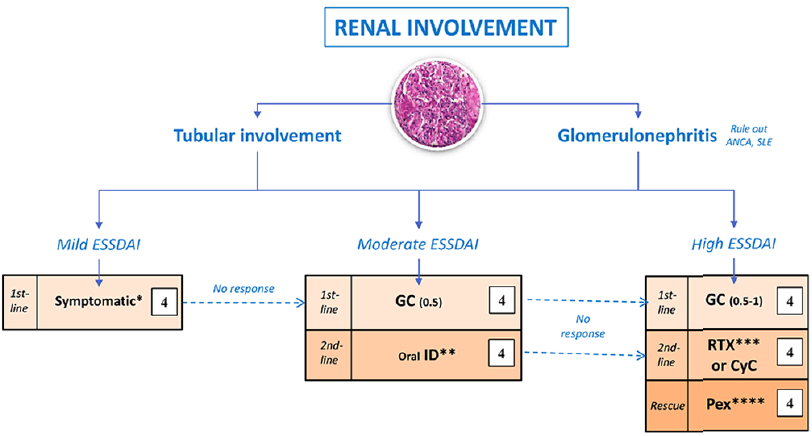 RENAL INVOLVEMENT
Tubular involvement
Glomerulonephritis
Rule out
ANCA, SLE
Mild ESSDAI
Moderate ESSDAI
High ESSDAI
1st-
line
Symptomatic*
4
No response
1st-
line
GC (0.5)
4
2nd-
line
Oral ID**
4
No
response
1st-
line
GC (0.5-1)
4
2nd-
line
RTX***
or CyC
4
Rescue
Pex****
4